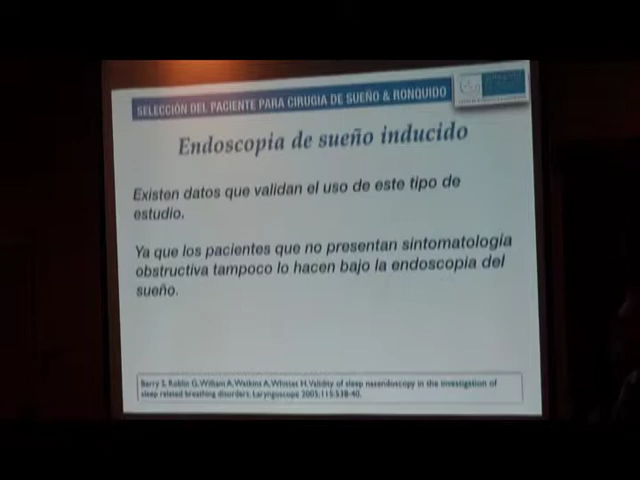 SELECCIÓN DEL PACIENTE PARA CIRUGIA DE SUEÑO & RONQUIDO
Endoscopia de sueño inducido
Existen datos que validan el uso de este tipo de
estudio.
Ya que los pacientes que no presentan sintomatología
obstructiva tampoco lo hacen bajo la endoscopia del
sueño.
Berry S, Roblin G, William A, Watkins A, Whittet H. Validity of sleep nasendoscopy in the investigation of
sleep related breathing disorders. Laryngoscope 2005;115:538-40.